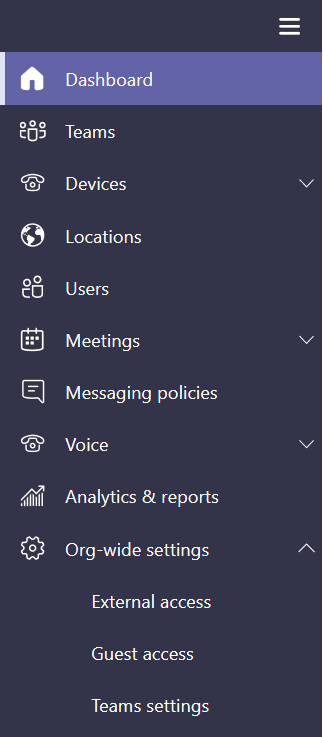 Dashboard
Teams
Devices
Locations
Users
Meetings
Messaging policies
Voice
Analytics & reports
Org-wide settings
External access
Guest access
Teams settings